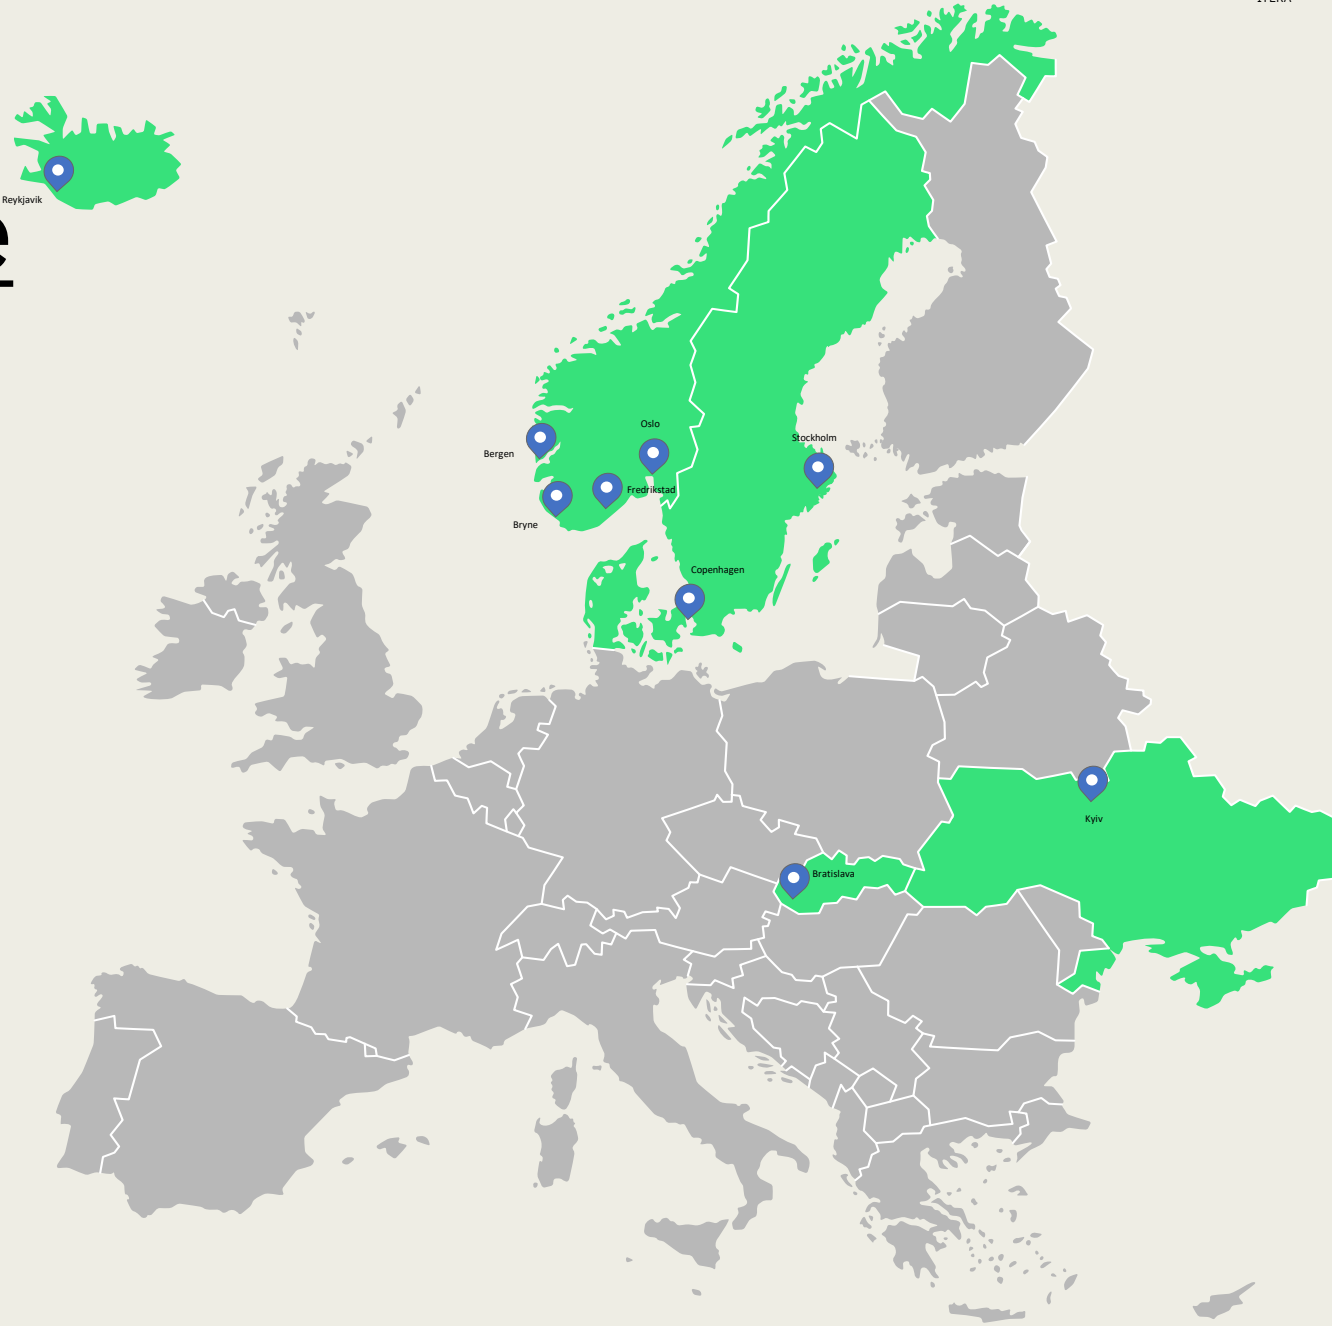 Reykjavik
Oslo
Stockholm
Bergen
Fredrikstad
Bryne
Copenhagen
Kyiv
Bratislava